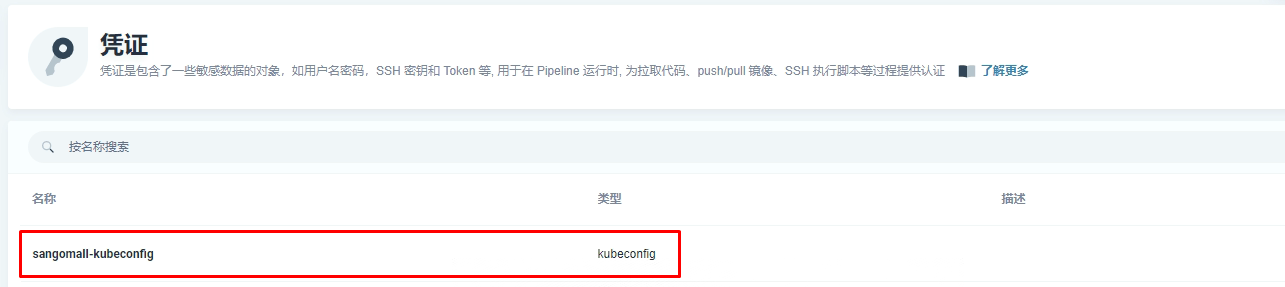 凭证
凭证是包含了一些敏感数据的对象，如用户名密码，SSH 密钥和 Token 等, 用于在 Pipeline 运行时, 为拉取代码、push/pull 镜像、SSH 执行脚本等过程提供认证 了解更多
按名称搜索
名称 类型 描述
sangomall-kubeconfig kubeconfig